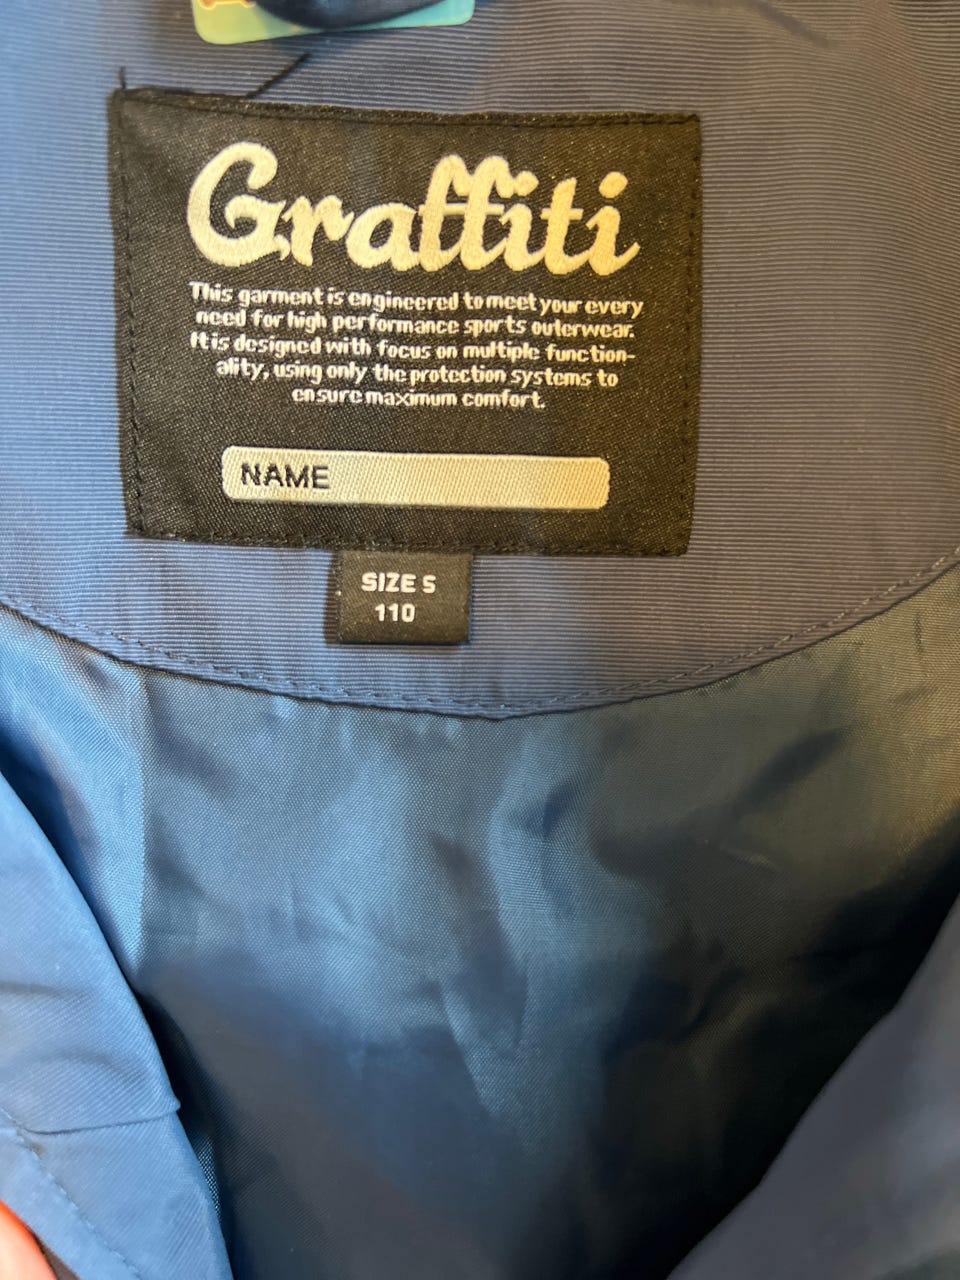 Graffiti
This garment is engineered to meet your every
need for high performance sports outerwear.
It is designed with focus on multiple function-
ality, using only the protection systems to
ensure maximum comfort.
NAME
SIZE S
110